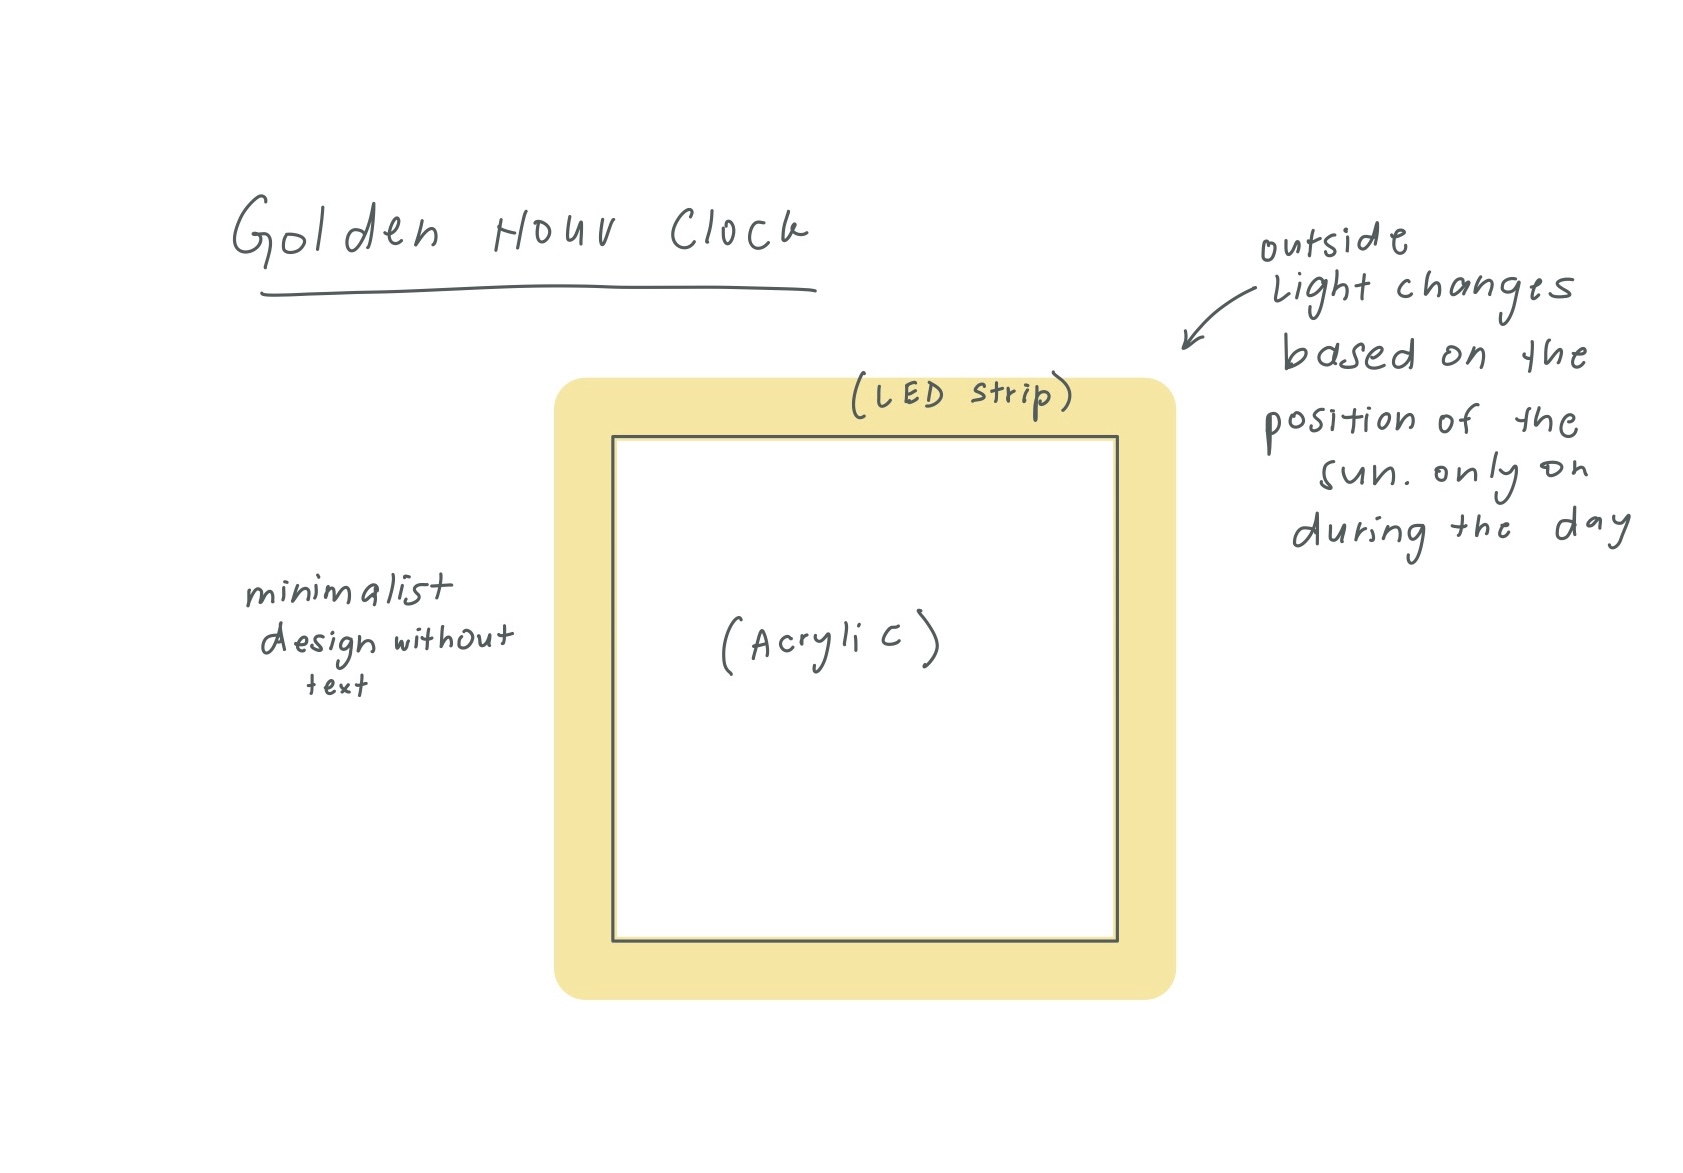 Golden Hour Clock
outside
Light changes
based on the
position of the
sun. only on
during the day
(LED strip)
minimalist
design without
text
(Acrylic)